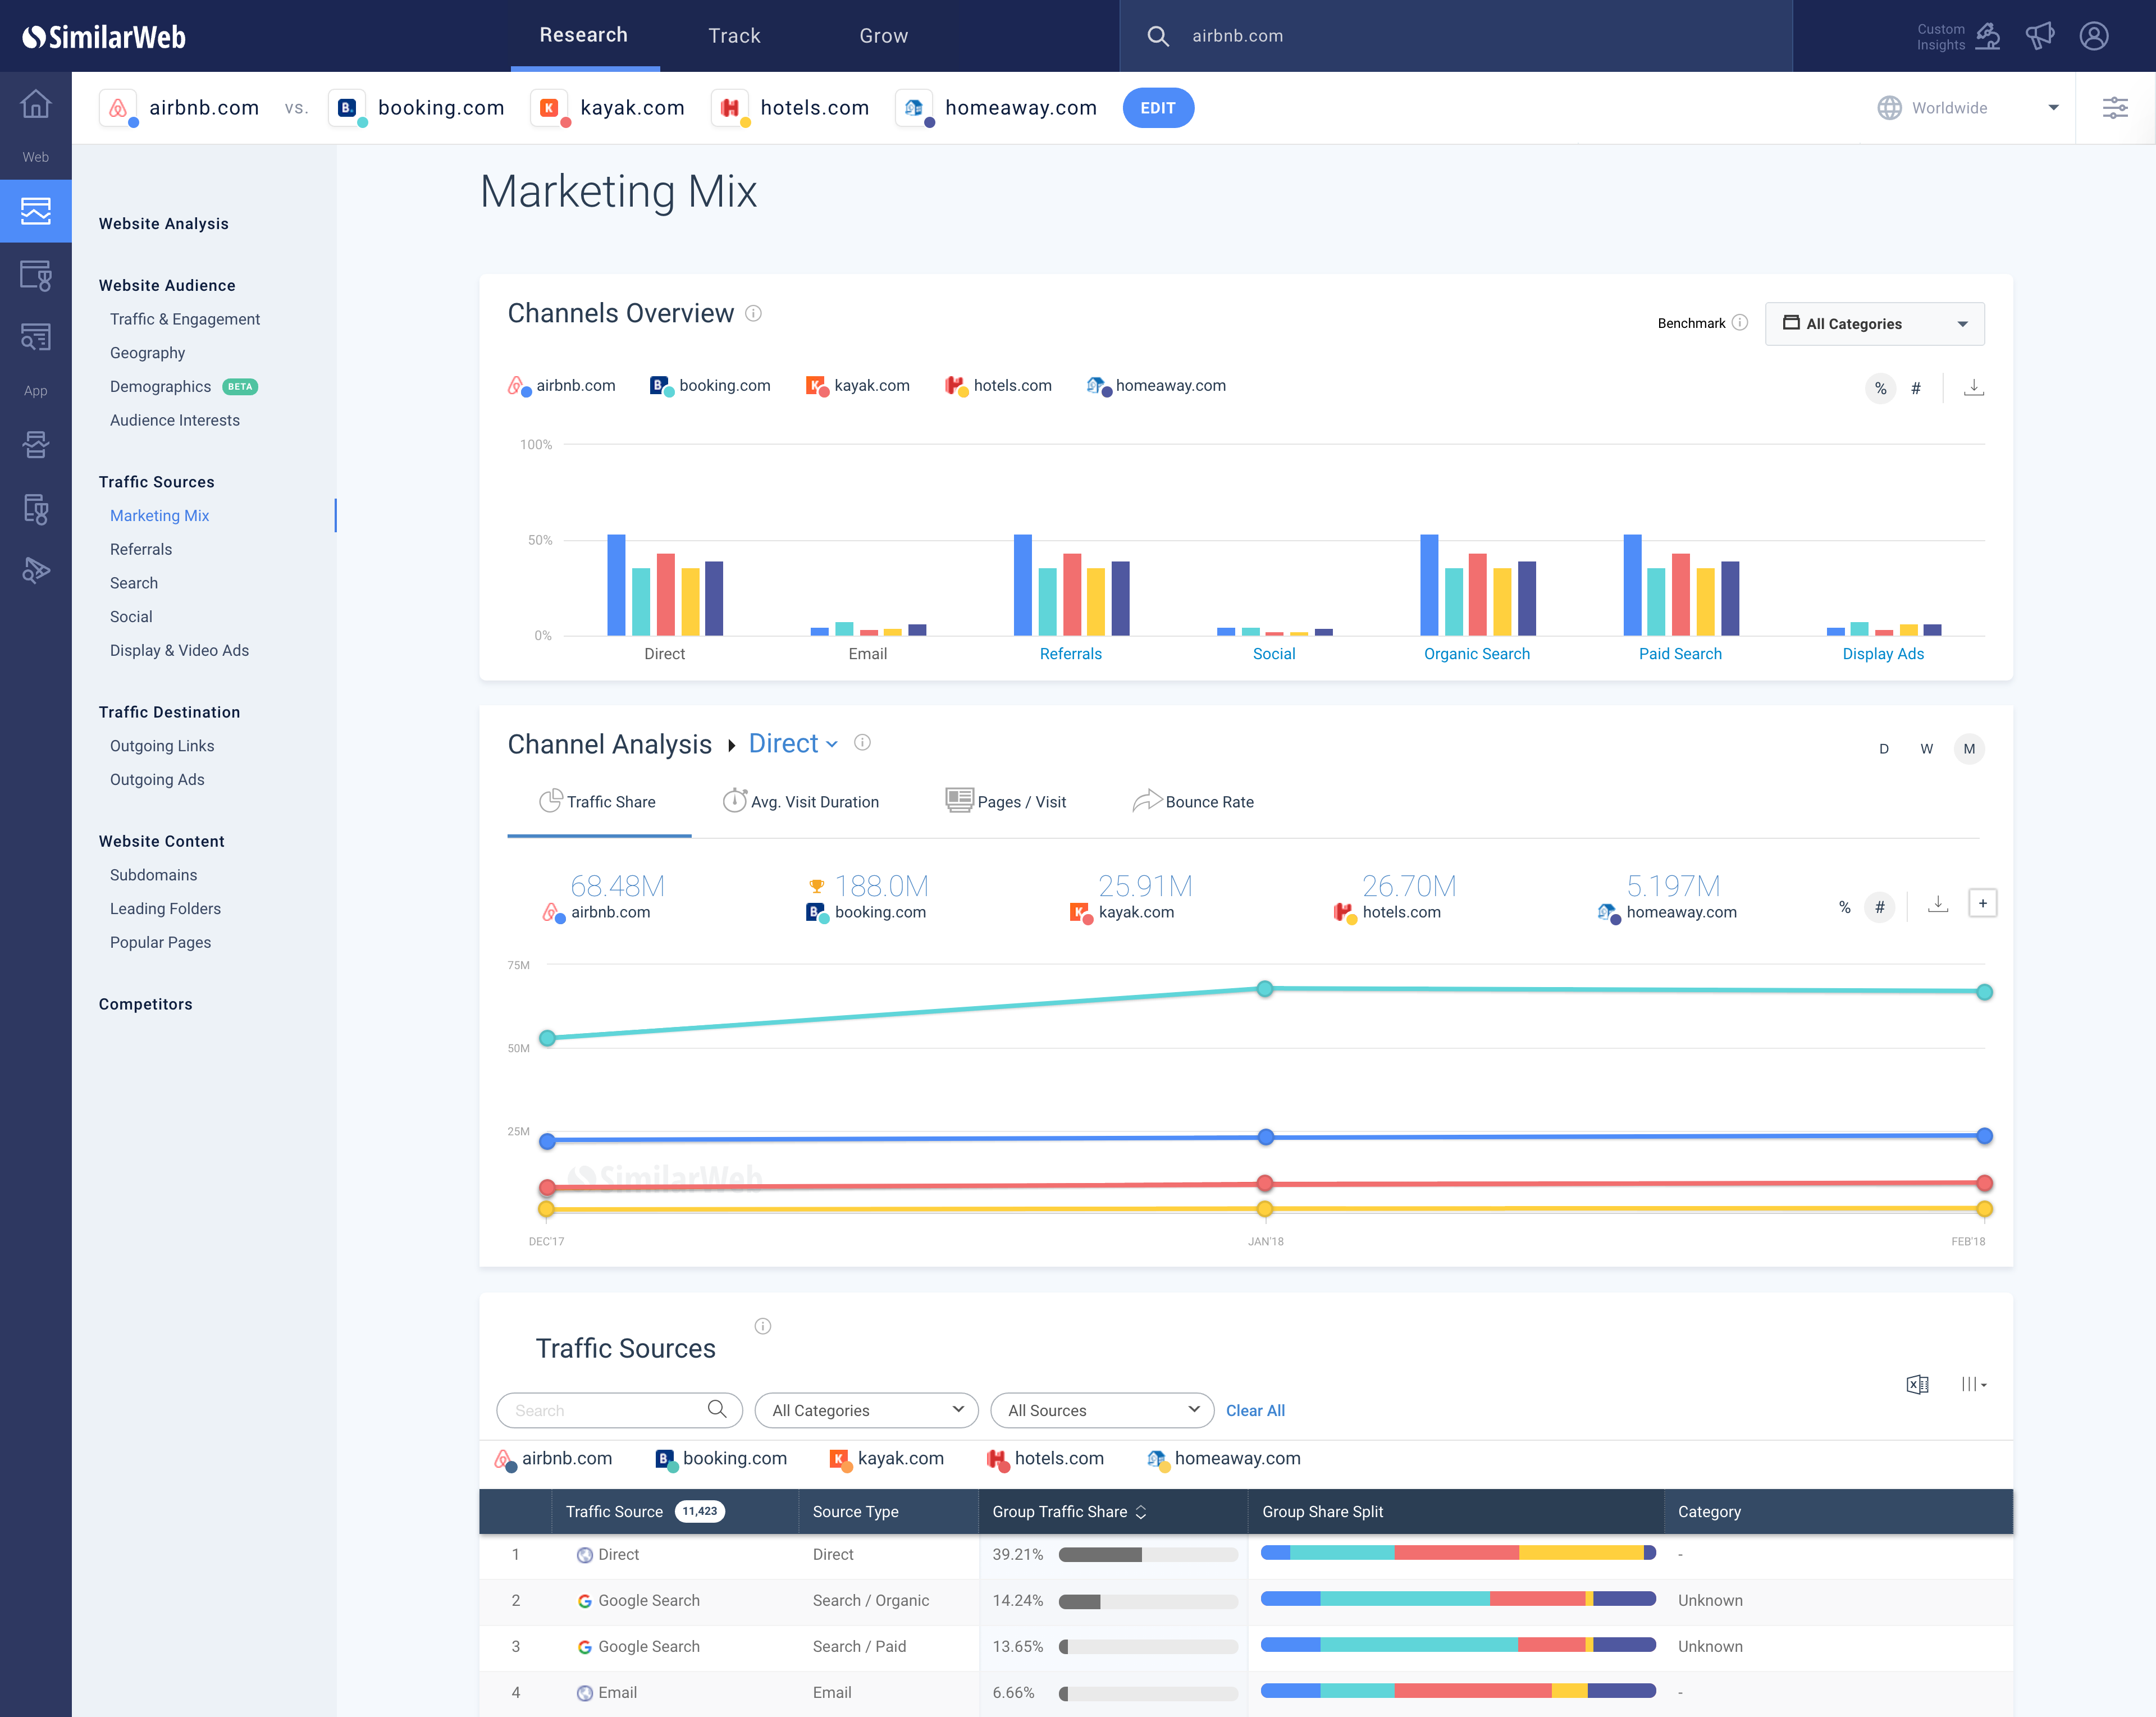 SimilarWeb
Research Track Grow
airbnb.com
Custom
Insights
airbnb.com vs. booking.com kayak.com hotels.com homeaway.com EDIT
Worldwide
Web
App
Website Analysis
Website Audience
Traffic & Engagement
Geography
Demographics BETA
Audience Interests
Traffic Sources
Marketing Mix
Referrals
Search
Social
Display & Video Ads
Traffic Destination
Outgoing Links
Outgoing Ads
Website Content
Subdomains
Leading Folders
Popular Pages
Competitors
Marketing Mix
Channels Overview
Benchmark All Categories
airbnb.com booking.com kayak.com hotels.com homeaway.com
% #
100%
50%
0%
Direct Email Referrals Social Organic Search Paid Search Display Ads
Channel Analysis Direct
D W M
Traffic Share Avg. Visit Duration Pages / Visit Bounce Rate
68.48M 188.0M 25.91M 26.70M 5.197M
airbnb.com booking.com kayak.com hotels.com homeaway.com
% # +
75M
50M
25M
SimilarWeb
DEC'17 JAN'18 FEB'18
Traffic Sources
Search All Categories All Sources Clear All
airbnb.com booking.com kayak.com hotels.com homeaway.com
Traffic Source 11,423 Source Type Group Traffic Share Group Share Split Category
1 Direct Direct 39.21% -
2 Google Search Search / Organic 14.24% Unknown
3 Google Search Search / Paid 13.65% Unknown
4 Email Email 6.66% -